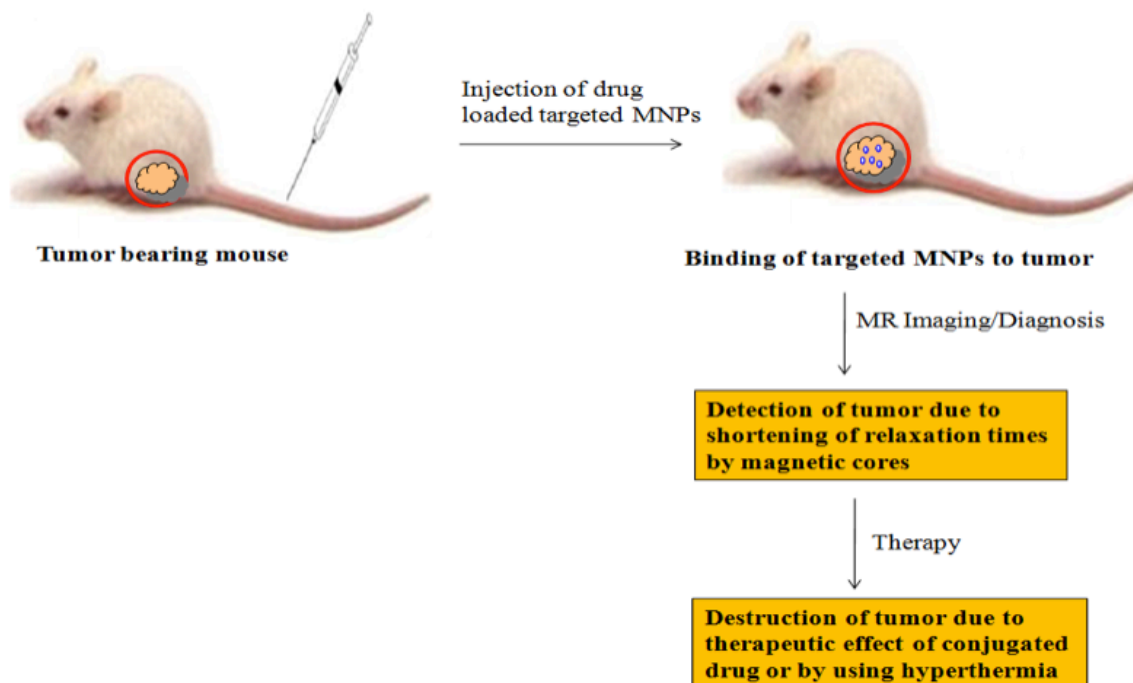 Injection of drug
loaded targeted MNPs
Tumor bearing mouse
Binding of targeted MNPs to tumor
MR Imaging/Diagnosis
Detection of tumor due to
shortening of relaxation times
by magnetic cores
Therapy
Destruction of tumor due to
therapeutic effect of conjugated
drug or by using hyperthermia